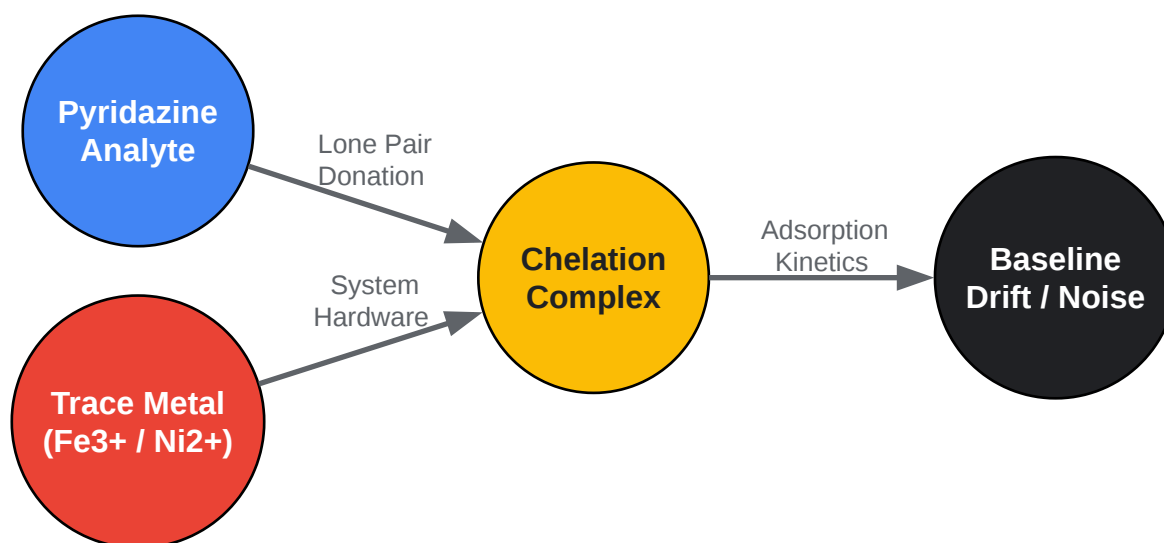 Pyridazine
Analyte
Lone Pair
Donation
System
Hardware
Trace Metal
(Fe3+ / Ni2+)
Chelation
Complex
Adsorption
Kinetics
Baseline
Drift / Noise